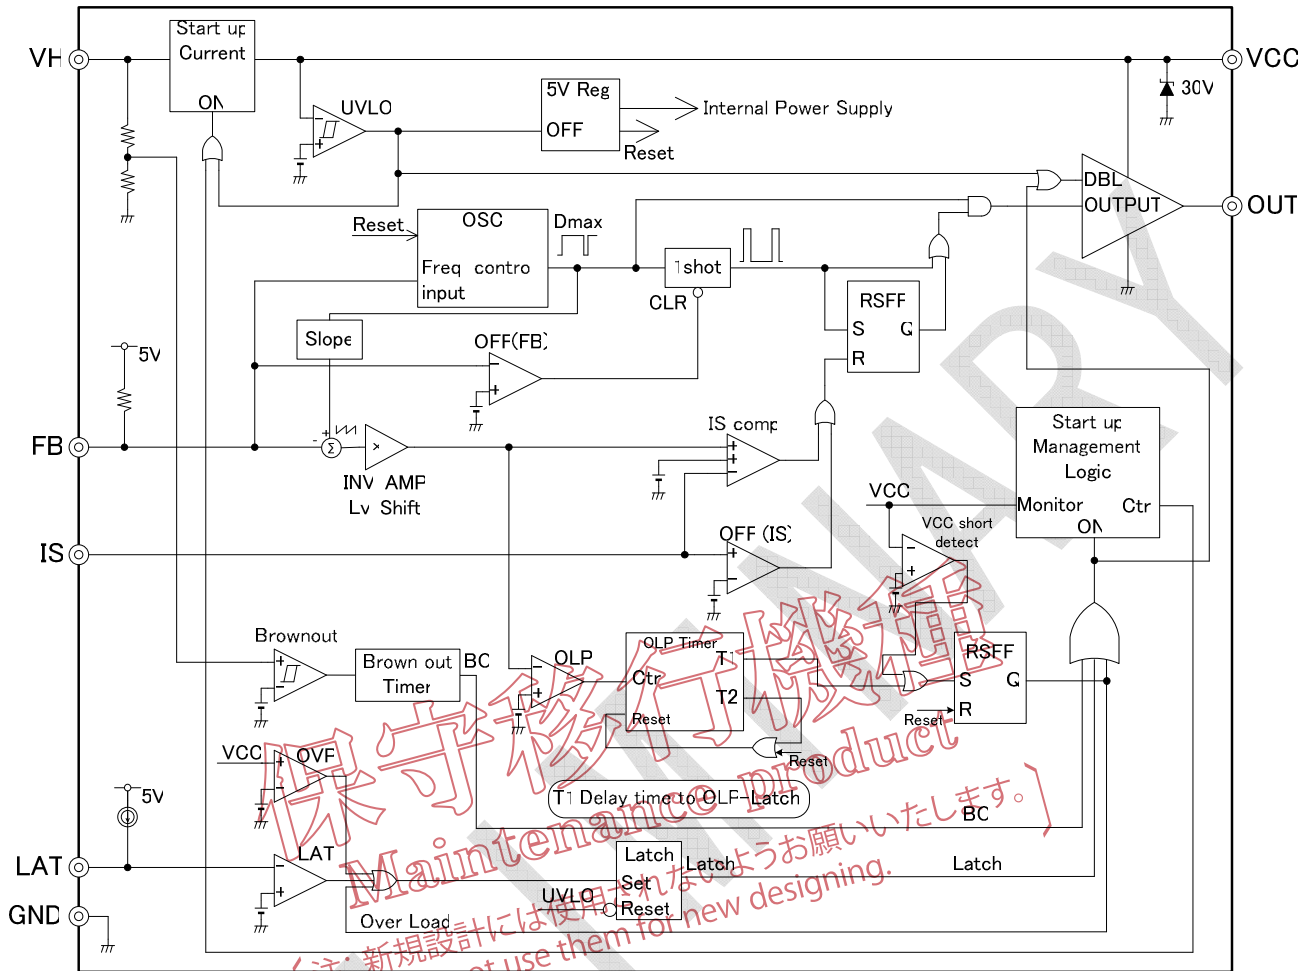 Start up
Current
ON
VH
VCC
30V
UVLO
5V Reg
OFF
Internal Power Supply
Reset
DBL
OUTPUT
OUT
Reset
OSC
Dmax
Freq contro
input
1shot
CLR
RSFF
S Q
R
Slope
OFF(FB)
5V
FB
- + Σ
INV AMP
Lv Shift
IS comp
Start up
Management
Logic
Monitor Ctr
ON
VCC
VCC short
detect
IS
OFF (IS)
Brownout
Brown out
Timer
BO
OLP
OLP Timer
T1
Ctr
T2
Reset
Reset
RSFF
S Q
R
Reset
VCC
OVP
T1 Delay time to OLP-Latch
BO
5V
LAT
LAT
Latch
Set
Reset
Latch
Latch
UVLO
Over Load
GND
MINARY
保守移行機種
Maintenance product
注: 新規設計には使用されないようお願いいたします。
not use them for new designing.